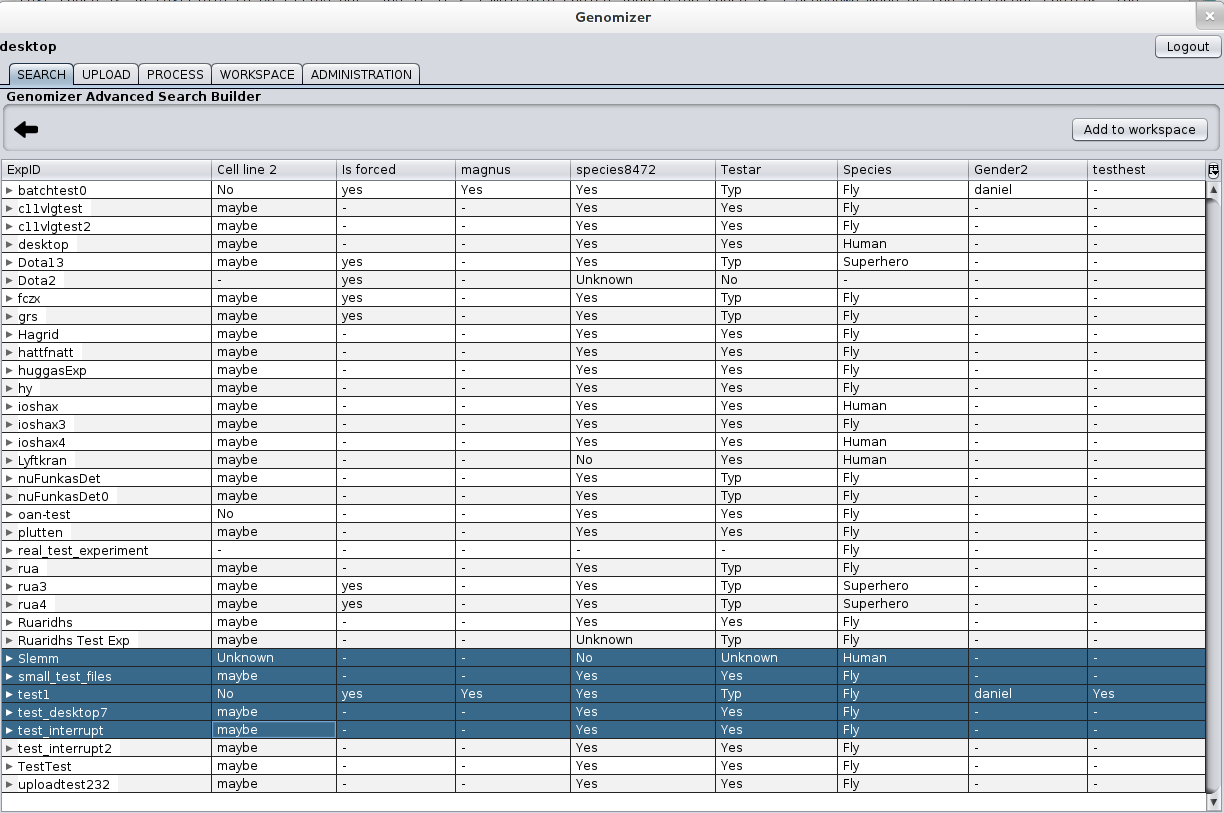 Genomizer
desktop
Logout
SEARCH UPLOAD PROCESS WORKSPACE ADMINISTRATION
Genomizer Advanced Search Builder
Add to workspace
ExpID Cell line 2 Is forced magnus species8472 Testar Species Gender2 testhest
batchtest0 No yes Yes Yes Typ Fly daniel -
c11vlgtest maybe - - Yes Yes Fly - -
c11vlgtest2 maybe - - Yes Yes Fly - -
desktop maybe - - Yes Yes Human - -
Dota13 maybe yes - Yes Typ Superhero - -
Dota2 - yes - Unknown No - - -
fczx maybe yes - Yes Typ Fly - -
grs maybe yes - Yes Typ Fly - -
Hagrid maybe - - Yes Yes Fly - -
hattfnatt maybe - - Yes Yes Fly - -
huggasExp maybe - - Yes Yes Fly - -
hy maybe - - Yes Yes Fly - -
ioshax maybe - - Yes Yes Human - -
ioshax3 maybe - - Yes Yes Fly - -
ioshax4 maybe - - Yes Yes Human - -
Lyftkran maybe - - No Yes Human - -
nuFunkasDet maybe - - Yes Typ Fly - -
nuFunkasDet0 maybe - - Yes Typ Fly - -
oan-test No - - Yes Yes Fly - -
plutten maybe - - Yes Yes Fly - -
real_test_experiment - - - - - Fly - -
rua maybe - - Yes Typ Fly - -
rua3 maybe yes - Yes Typ Superhero - -
rua4 maybe yes - Yes Typ Superhero - -
Ruaridhs maybe - - Yes Yes Fly - -
Ruaridhs Test Exp maybe - - Unknown Typ Fly - -
Slemm Unknown - - No Unknown Human - -
small_test_files maybe - - Yes Yes Fly - -
test1 No yes Yes Yes Typ Fly daniel Yes
test_desktop7 maybe - - Yes Yes Fly - -
test_interrupt maybe - - Yes Yes Fly - -
test_interrupt2 maybe - - Yes Yes Fly - -
TestTest maybe - - Yes Yes Fly - -
uploadtest232 maybe - - Yes Yes Fly - -